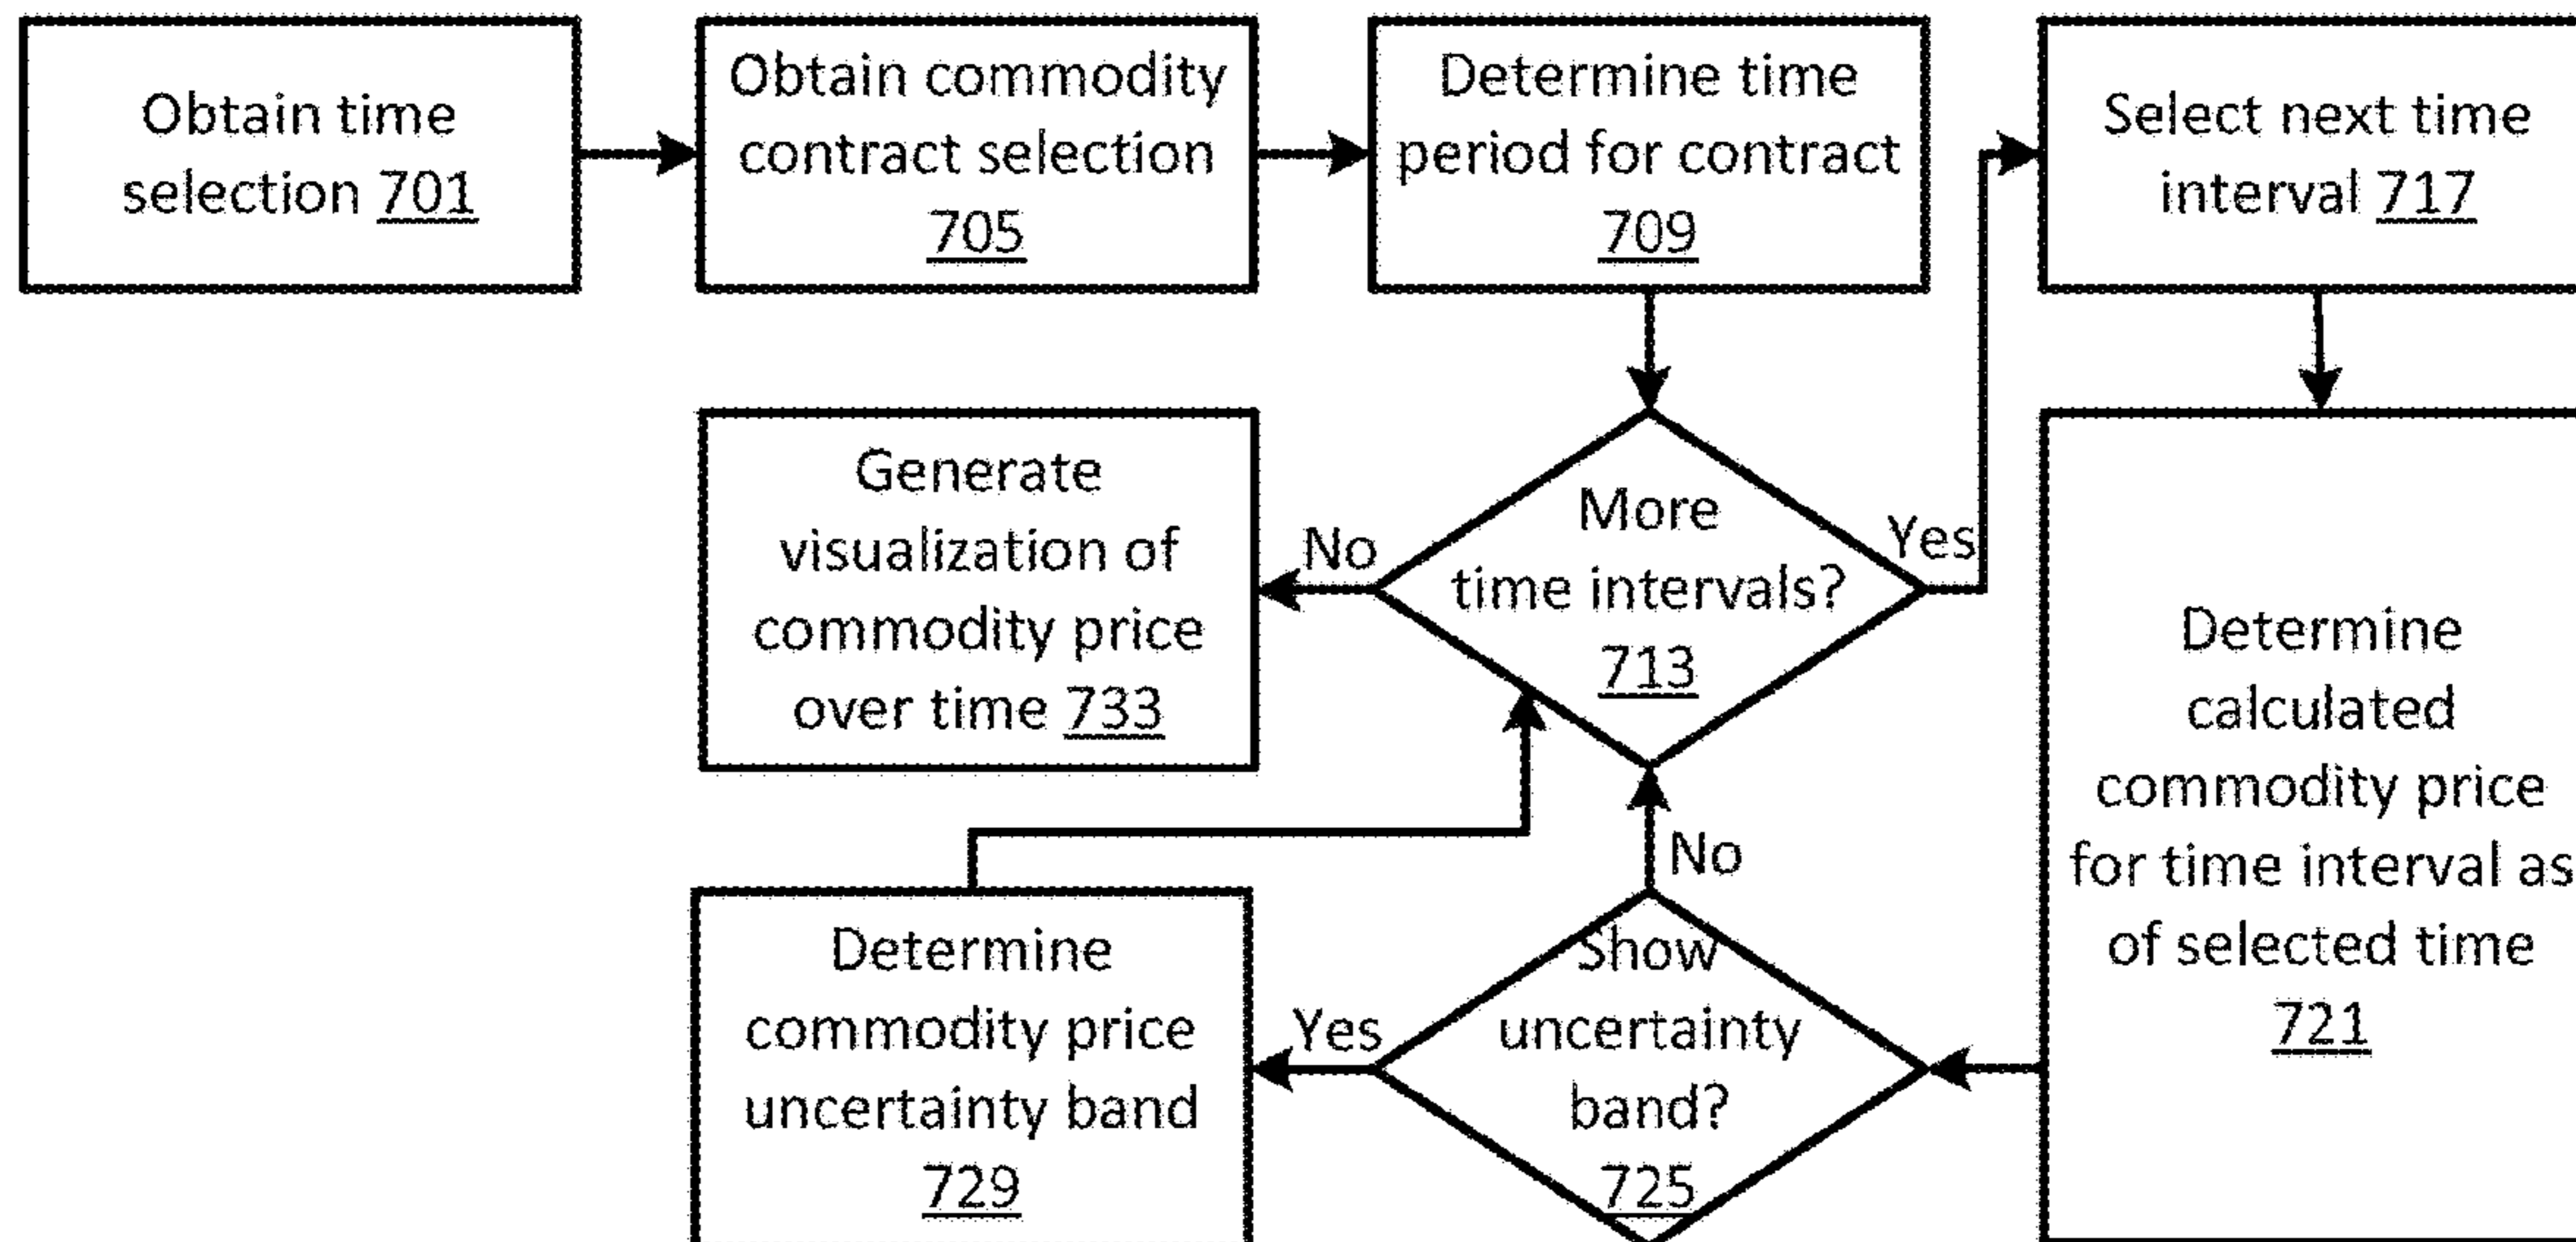 Obtain time
selection 701
Obtain commodity
contract selection
705
Determine time
period for contract
709
Select next time
interval 717
Generate
visualization of
commodity price
over time 733
No
More
time intervals?
713
Yes
Determine
calculated
commodity price
for time interval as
of selected time
721
No
Determine
commodity price
uncertainty band
729
Yes
Show
uncertainty
band?
725